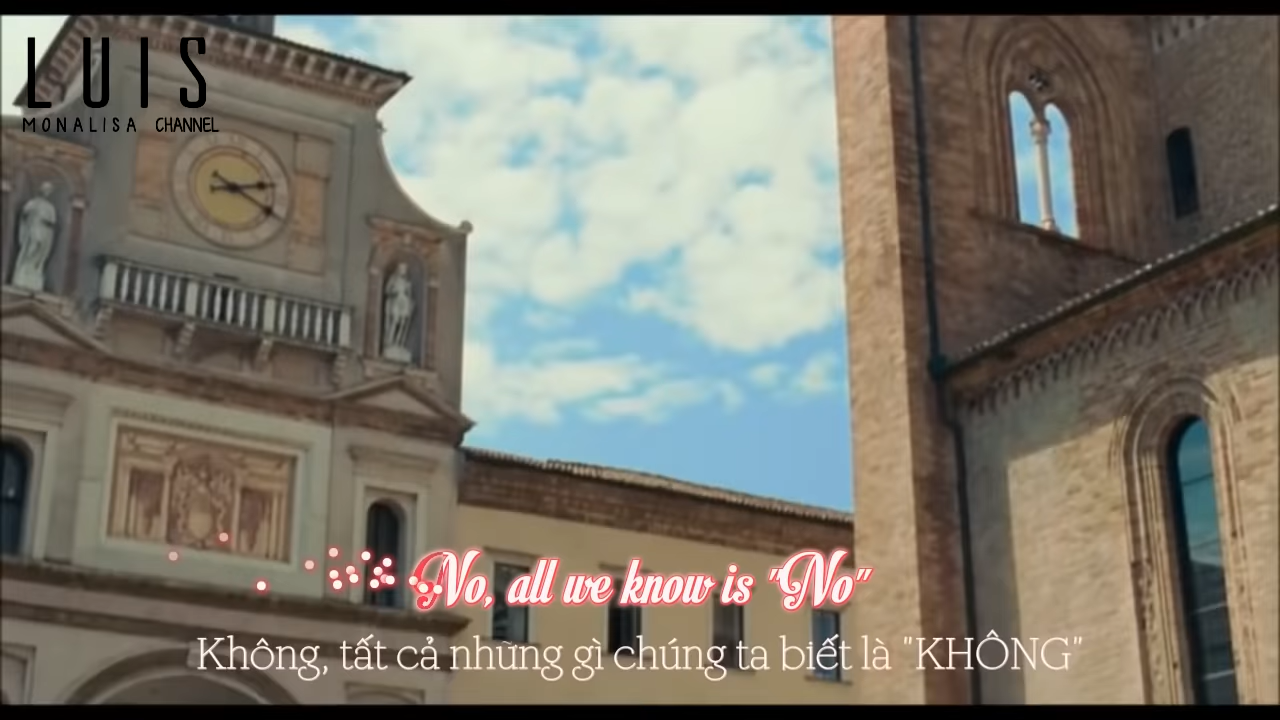 LUIS
MONALISA CHANNEL
No, all we know is "No"
Không, tất cả những gì chúng ta biết là "KHÔNG"